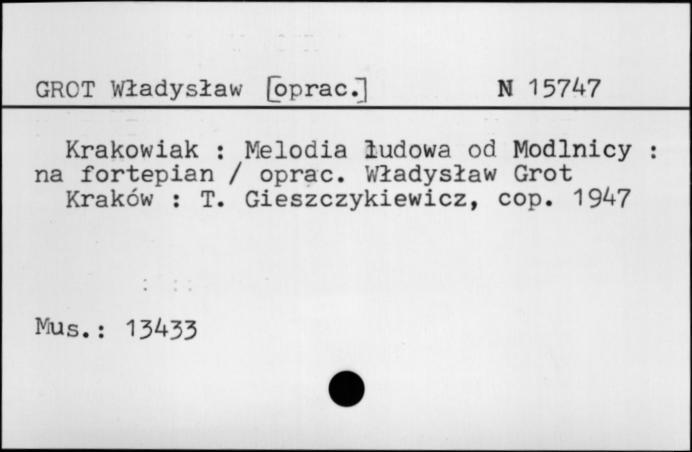 GROT Władysław [oprac.] N 15747
Krakowiak : Melodia ludowa od Modlnicy :
na fortepian / oprac. Władysław Grot
Kraków : T. Gieszczykiewicz, cop. 1947
Mus.: 13433